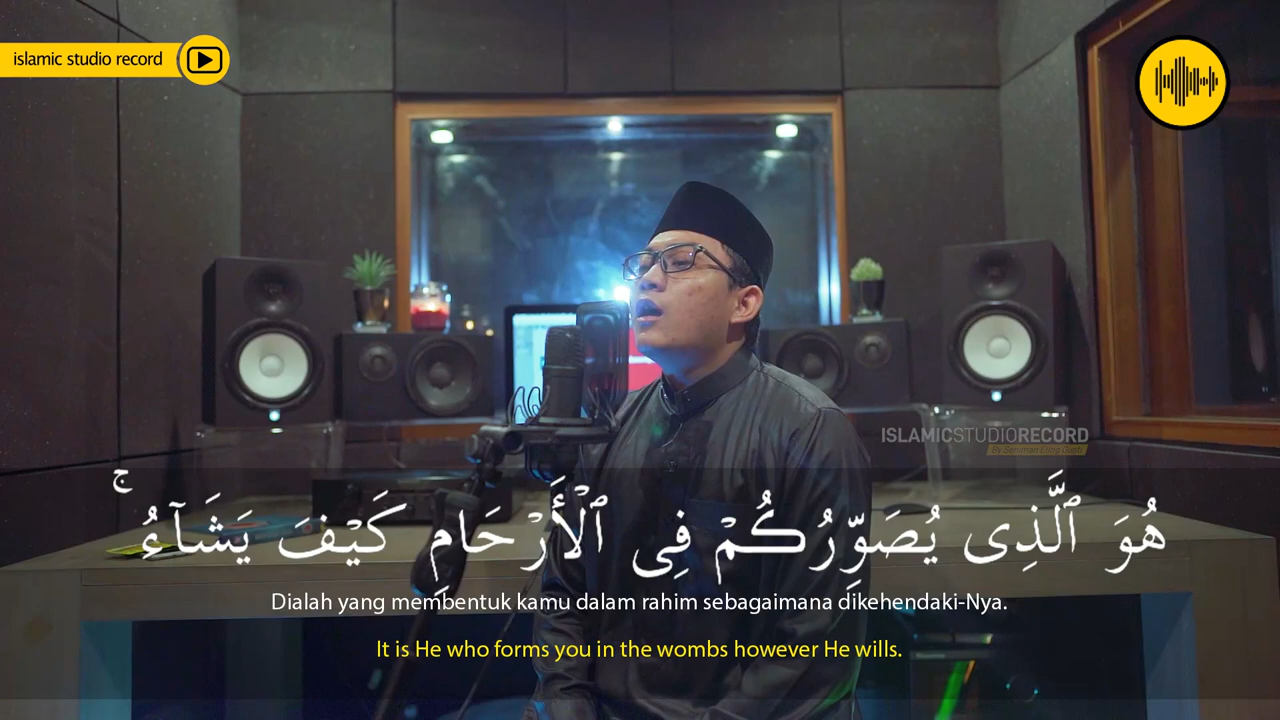 islamic studio record
ISLAMICSTUDIORECORD
هُوَ ٱلَّذِى يُصَوِّرُكُمْ فِى ٱلْأَرْحَامِ كَيْفَ يَشَآءُ ۚ
Dialah yang membentuk kamu dalam rahim sebagaimana dikehendaki-Nya.
It is He who forms you in the wombs however He wills.